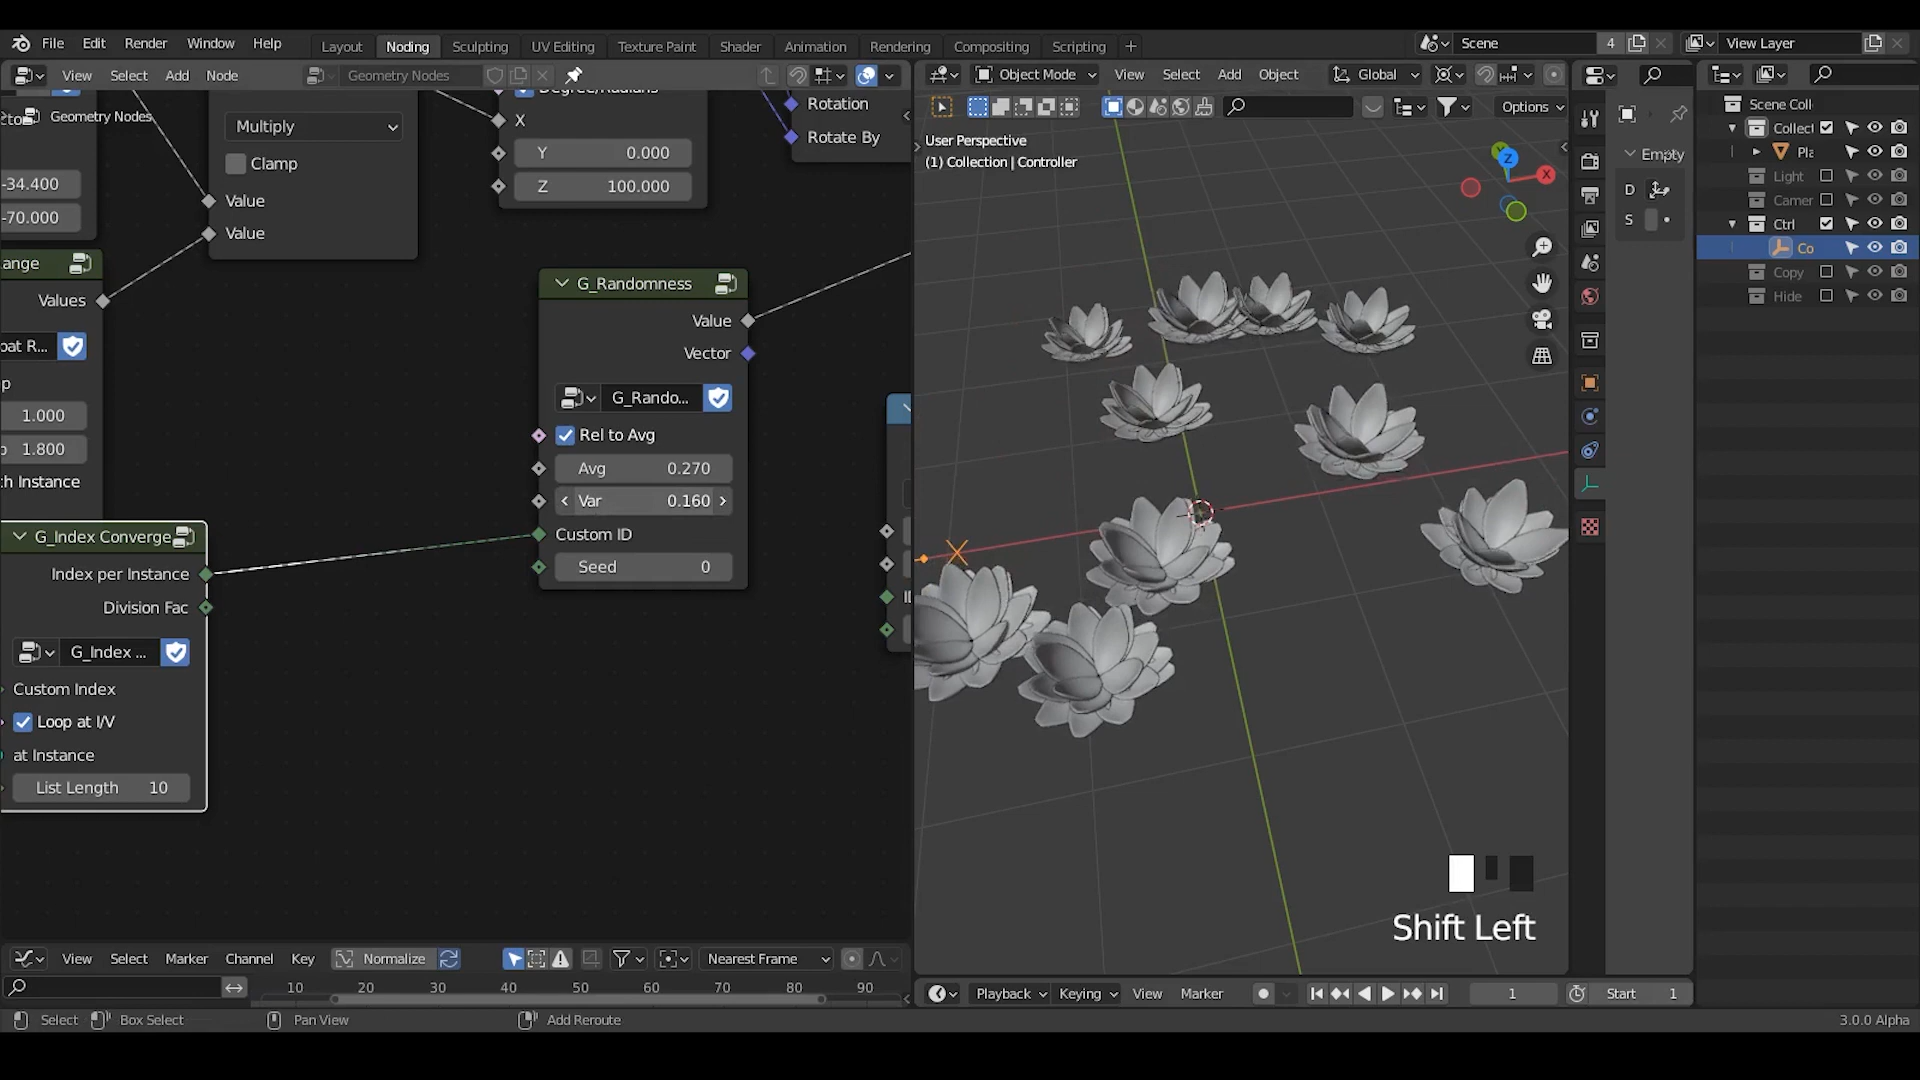 File Edit Render Window Help Layout Noding Sculpting UV Editing Texture Paint Shader Animation Rendering Compositing Scripting + Scene 4 View Layer
View Select Add Node Geometry Nodes Object Mode View Select Add Object Global
Options
Geometry Nodes
Degree/Radians
X
Y 0.000
Z 100.000
Rotation
Rotate By
Multiply
Clamp
Value
Value
-34.400
-70.000
ange
Values
oat R...
1.000
1.800
th Instance
G_Randomness
Value
Vector
G_Rando...
Rel to Avg
Avg 0.270
Var 0.160
Custom ID
Seed 0
G_Index Converge
Index per Instance
Division Fac
G_Index ...
Custom Index
Loop at I/V
at Instance
List Length 10
User Perspective
(1) Collection | Controller
Z
X
Shift Left
Empty
D
S
Scene Coll
Collect
Pla
Light
Camer
Ctrl
Co
Copy
Hide
View Select Marker Channel Key Normalize Nearest Frame
10 20 30 40 50 60 70 80 90
Playback Keying View Marker 1 Start 1
Select Box Select Pan View Add Reroute 3.0.0 Alpha